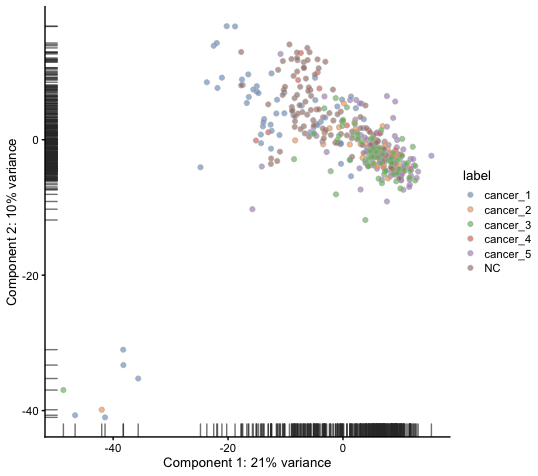 Component 2: 10% variance
0
-20
-40
-40
-20
0
Component 1: 21% variance
label
cancer_1
cancer_2
cancer_3
cancer_4
cancer_5
NC